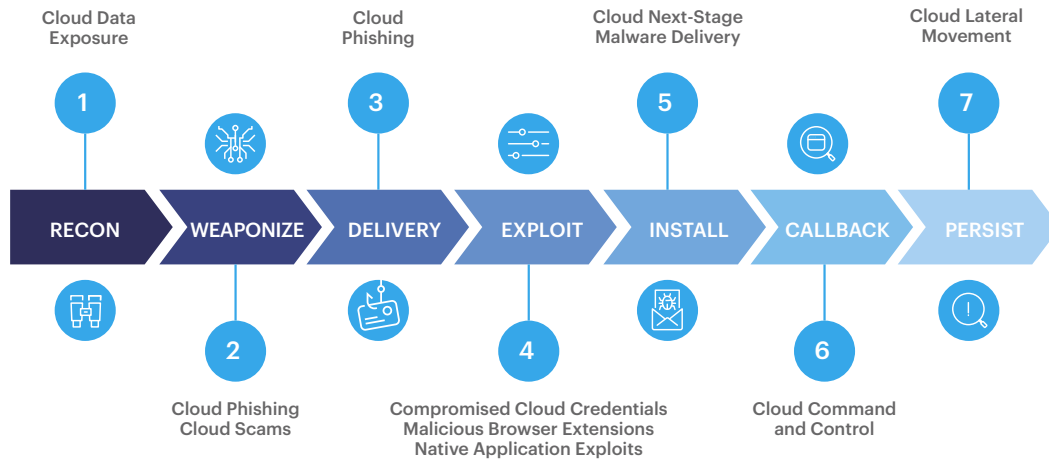 Cloud Data
Exposure
Cloud
Phishing
Cloud Next-Stage
Malware Delivery
Cloud Lateral
Movement
1
3
5
7
RECON
WEAPONIZE
DELIVERY
EXPLOIT
INSTALL
CALLBACK
PERSIST
2
4
6
Cloud Phishing
Cloud Scams
Compromised Cloud Credentials
Malicious Browser Extensions
Native Application Exploits
Cloud Command
and Control